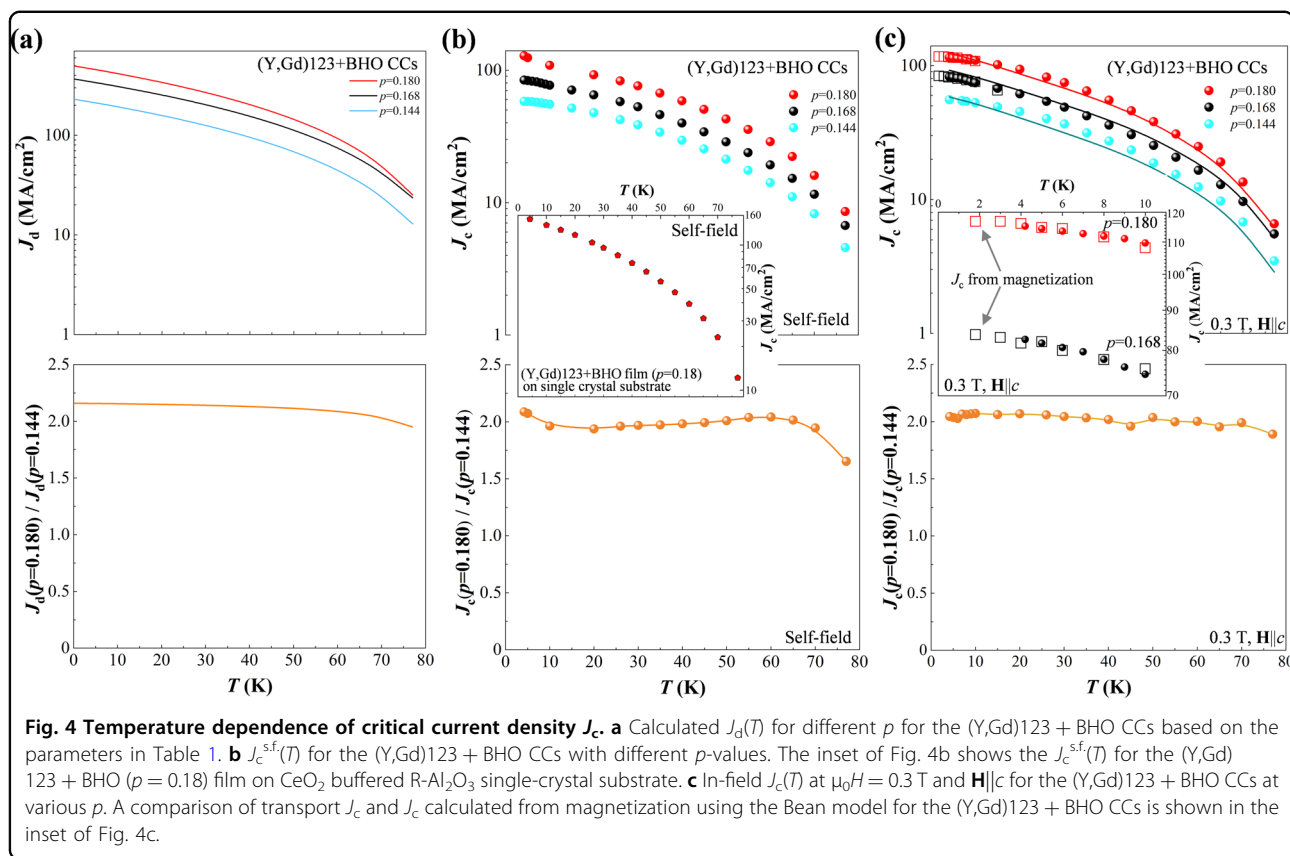 (a)
(Y,Gd)123+BHO CCs
p=0.180
p=0.168
p=0.144
100
10
1
J_d (MA/cm²)
2.5
2.0
1.5
1.0
0.5
0
J_d(p=0.180) / J_d(p=0.144)
0 10 20 30 40 50 60 70 80
T (K)
(b)
(Y,Gd)123+BHO CCs
p=0.180
p=0.168
p=0.144
100
10
1
J_c (MA/cm²)
T (K)
0 10 20 30 40 50 60 70
160
100
70
50
30
10
J_c (MA/cm²)
Self-field
(Y,Gd)123+BHO film (p=0.18)
on single crystal substrate
Self-field
2.5
2.0
1.5
1.0
0.5
0
J_c(p=0.180) / J_c(p=0.144)
Self-field
0 10 20 30 40 50 60 70 80
T (K)
(c)
(Y,Gd)123+BHO CCs
p=0.180
p=0.168
p=0.144
100
10
1
J_c (MA/cm²)
T (K)
0 2 4 6 8 10
120
110
100
90
80
70
J_c (MA/cm²)
p=0.180
J_c from magnetization
p=0.168
0.3 T, H||c
0.3 T, H||c
2.5
2.0
1.5
1.0
0.5
0
J_c(p=0.180) /J_c(p=0.144)
0.3 T, H||c
0 10 20 30 40 50 60 70 80
T (K)
Fig. 4 Temperature dependence of critical current density J_c. a Calculated J_d(T) for different p for the (Y,Gd)123 + BHO CCs based on the
parameters in Table 1. b J_c^s.f.(T) for the (Y,Gd)123 + BHO CCs with different p-values. The inset of Fig. 4b shows the J_c^s.f.(T) for the (Y,Gd)
123 + BHO (p = 0.18) film on CeO₂ buffered R-Al₂O₃ single-crystal substrate. c In-field J_c(T) at μ₀H = 0.3 T and H||c for the (Y,Gd)123 + BHO CCs at
various p. A comparison of transport J_c and J_c calculated from magnetization using the Bean model for the (Y,Gd)123 + BHO CCs is shown in the
inset of Fig. 4c.